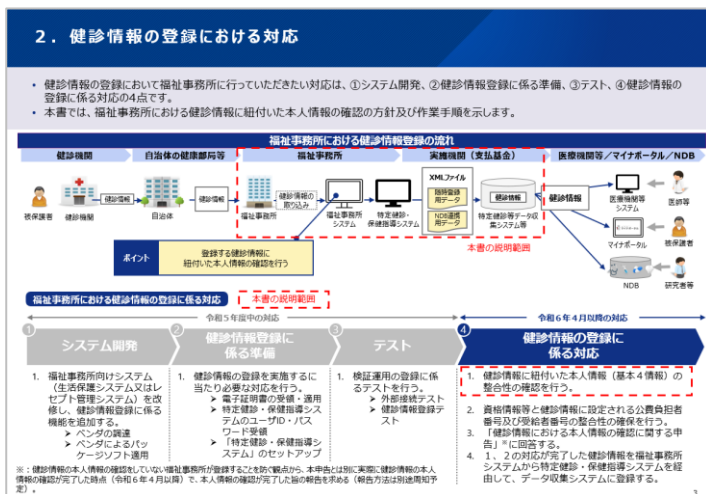 2．健診情報の登録における対応
• 健診情報の登録において福祉事務所に行っていただきたい対応は、①システム開発、②健診情報登録に係る準備、③テスト、④健診情報の
登録に係る対応の4点です。
• 本書では、福祉事務所における健診情報に紐付いた本人情報の確認の方針及び作業手順を示します。
福祉事務所における健診情報登録の流れ
健診機関
自治体の健康部局等
福祉事務所
実施機関（支払基金）
医療機関等／マイナポータル／NDB
被保護者
健診機関
健診情報
自治体
健診情報
福祉事務所
健診情報の
取り込み
福祉事務所
システム
特定健診・
保健指導システム
XMLファイル
随時登録
用データ
NDB連携
用データ
健診情報
特定健診等データ収
集システム等
健診情報
医療機関等
システム
医師等
マイナポータル
被保護者
NDB
研究者等
本書の説明範囲
ポイント
登録する健診情報に
紐付いた本人情報の確認を行う
福祉事務所における健診情報の登録に係る対応
本書の説明範囲
令和５年度中の対応
令和６年４月以降の対応
1
システム開発
2
健診情報登録に
係る準備
3
テスト
4
健診情報の登録に
係る対応
1. 福祉事務所向けシステム
（生活保護システム又はレ
セプト管理システム）を改
修し、健診情報登録に係る
機能を追加する。
➤ ベンダの調達
➤ ベンダによるパッ
ケージソフト適用
1. 健診情報の登録を実施するに
当たり必要な対応を行う。
➤ 電子証明書の受領・適用
➤ 特定健診・保健指導シス
テムのユーザID・パス
ワード受領
➤ 「特定健診・保健指導シ
ステム」のセットアップ
1. 検証運用の登録に係
るテストを行う。
➤ 外部接続テスト
➤ 健診情報登録テス
ト
1. 健診情報に紐付いた本人情報（基本４情報）の
整合性の確認を行う。
2. 資格情報等と健診情報に設定される公費負担者番
号及び受給者番号の整合性の確保を行う。
3. 「健診情報における本人情報の確認に関する申
告」※に回答する。
4. １、２の対応が完了した健診情報を福祉事務所
システムから特定健診・保健指導システムを経
由して、データ収集システムに登録する。
※：健診情報の本人情報の確認をしていない福祉事務所が登録することを防ぐ観点から、本申告とは別に実際に健診情報の本人
情報の確認が完了した時点（令和６年４月以降）で、本人情報の確認が完了した旨の報告を求める（報告方法は別途周知予
定）。
3